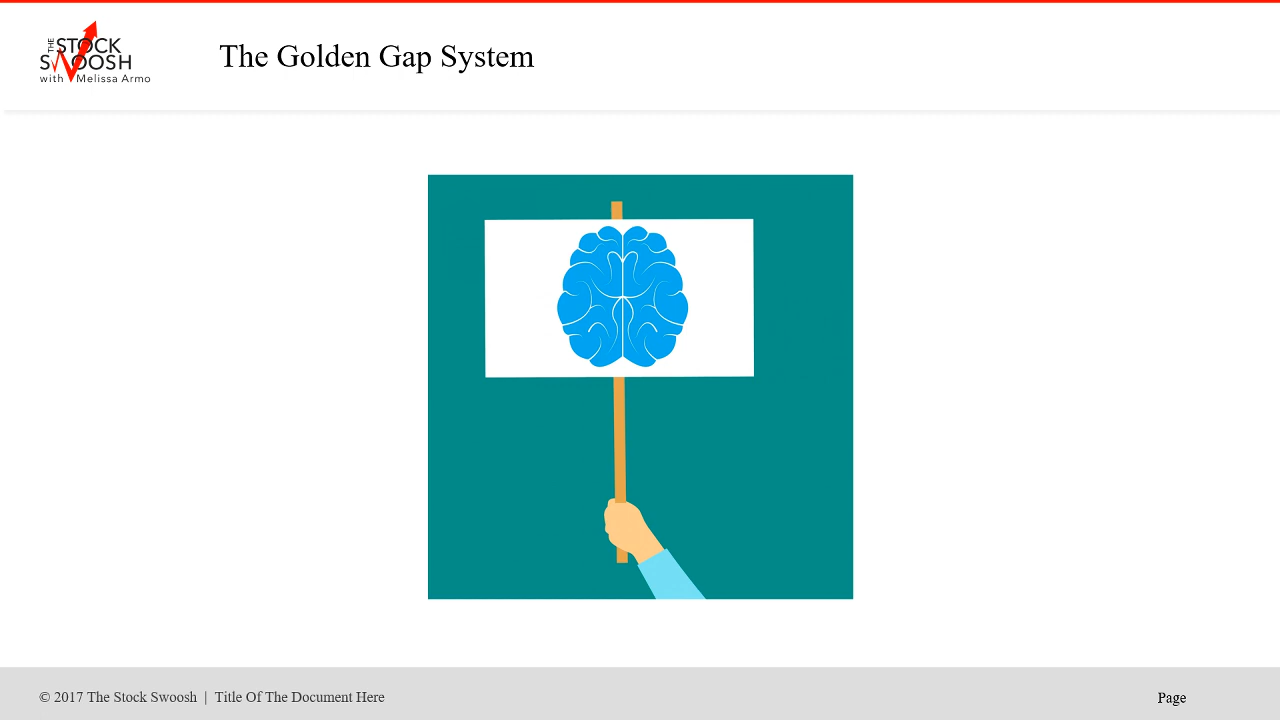 THE STOCK
SWOOSH
with Melissa Armo
The Golden Gap System
© 2017 The Stock Swoosh | Title Of The Document Here
Page